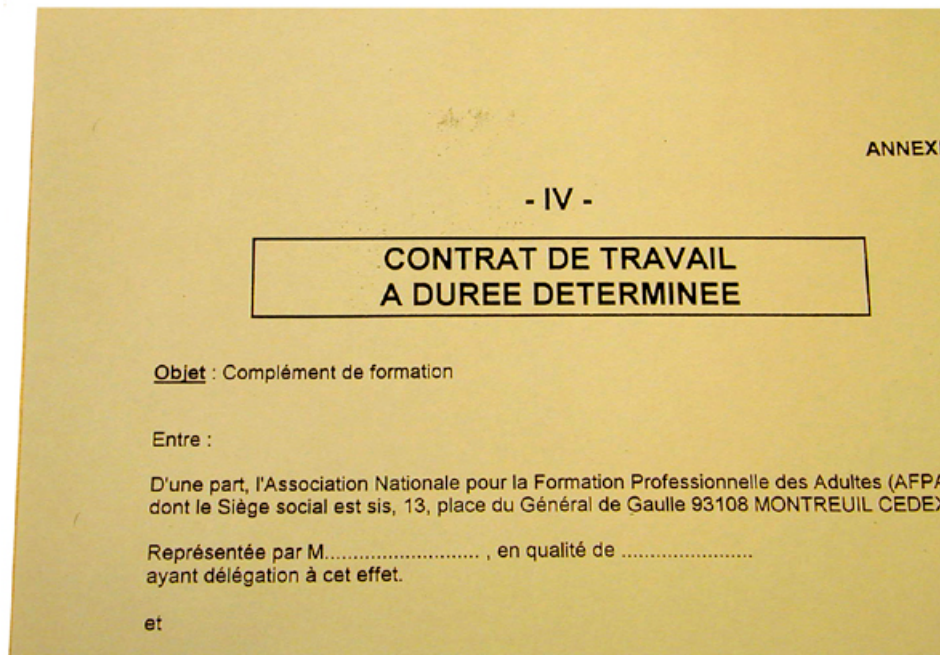 ANNEX
- IV -
CONTRAT DE TRAVAIL
A DUREE DETERMINEE
Objet : Complément de formation
Entre :
D'une part, l'Association Nationale pour la Formation Professionnelle des Adultes (AFPA
dont le Siège social est sis, 13, place du Général de Gaulle 93108 MONTREUIL CEDEX
Représentée par M........................... , en qualité de .......................
ayant délégation à cet effet.
et